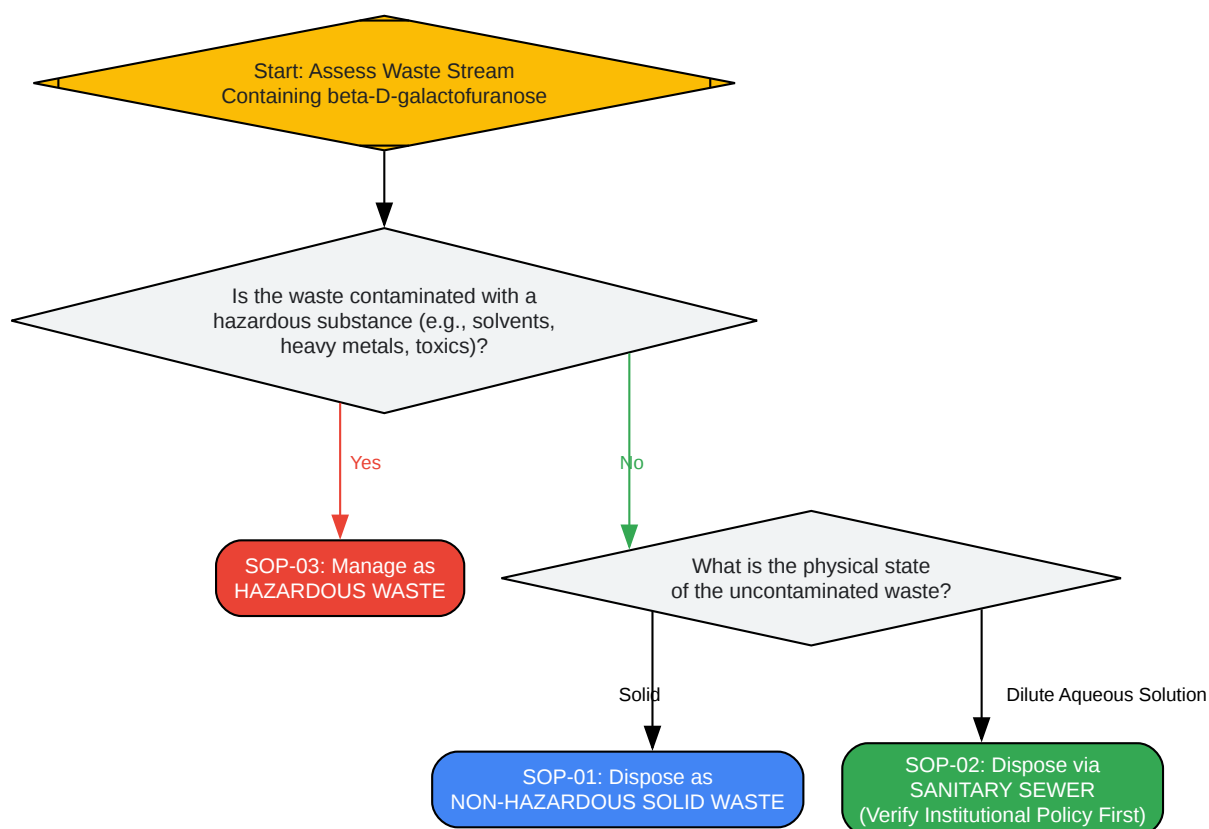 Start: Assess Waste Stream
Containing beta-D-galactofuranose
Is the waste contaminated with a
hazardous substance (e.g., solvents,
heavy metals, toxics)?
Yes
No
SOP-03: Manage as
HAZARDOUS WASTE
What is the physical state
of the uncontaminated waste?
Solid
Dilute Aqueous Solution
SOP-01: Dispose as
NON-HAZARDOUS SOLID WASTE
SOP-02: Dispose via
SANITARY SEWER
(Verify Institutional Policy First)